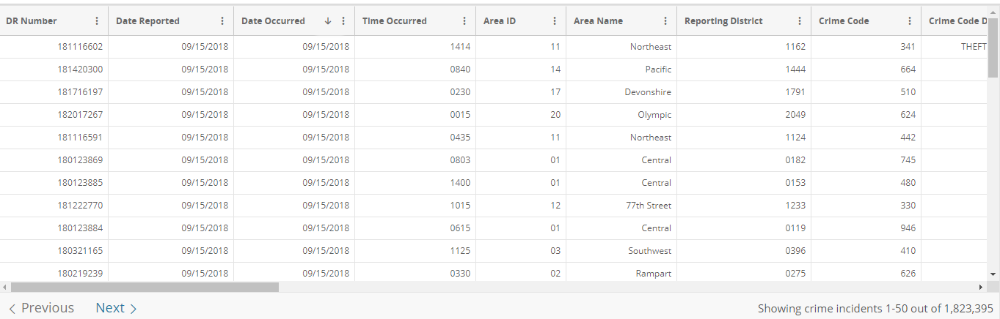 DR Number Date Reported Date Occurred Time Occurred Area ID Area Name Reporting District Crime Code Crime Code D
181116602 09/15/2018 09/15/2018 1414 11 Northeast 1162 341 THEFT
181420300 09/15/2018 09/15/2018 0840 14 Pacific 1444 664
181716197 09/15/2018 09/15/2018 0230 17 Devonshire 1791 510
182017267 09/15/2018 09/15/2018 0015 20 Olympic 2049 624
181116591 09/15/2018 09/15/2018 0435 11 Northeast 1124 442
180123869 09/15/2018 09/15/2018 0803 01 Central 0182 745
180123885 09/15/2018 09/15/2018 1400 01 Central 0153 480
181222770 09/15/2018 09/15/2018 1015 12 77th Street 1233 330
180123884 09/15/2018 09/15/2018 0615 01 Central 0119 946
180321165 09/15/2018 09/15/2018 1125 03 Southwest 0396 410
180219239 09/15/2018 09/15/2018 0330 02 Rampart 0275 626
Previous Next Showing crime incidents 1-50 out of 1,823,395